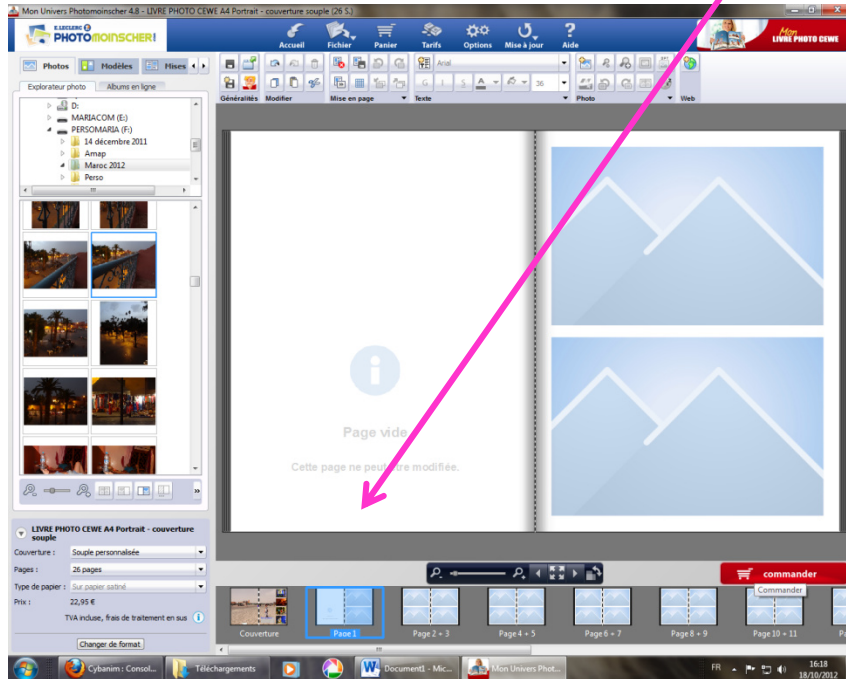 Mon Univers Photomoinscher 4.8 - LIVRE PHOTO CEWE A4 Portrait - couverture souple (26 S.)
E.LECLERC
PHOTOMOINSCHER!
Accueil
Fichier
Panier
Tarifs
Options
Mise à jour
Aide
Mon
LIVRE PHOTO CEWE
Photos
Modèles
Mises
Explorateur photo
Albums en ligne
Arial
G I S A 36
Généralités
Modifier
Mise en page
Texte
Photo
Web
D:
MARIACOM (E:)
PERSOMARIA (F:)
14 décembre 2011
Amap
Maroc 2012
Perso
Page vide
Cette page ne peut être modifiée.
LIVRE PHOTO CEWE A4 Portrait - couverture
souple
Couverture : Souple personnalisée
Pages : 26 pages
Type de papier : Sur papier satiné
Prix : 22,95 €
TVA induse, frais de traitement en sus
Changer de format
commander
Commander
Couverture
Page 1
Page 2 + 3
Page 4 + 5
Page 6 + 7
Page 8 + 9
Page 10 + 11
Cybanim : Consol...
Téléchargements
Document1 - Mic...
Mon Univers Phot...
FR
16:18
18/10/2012